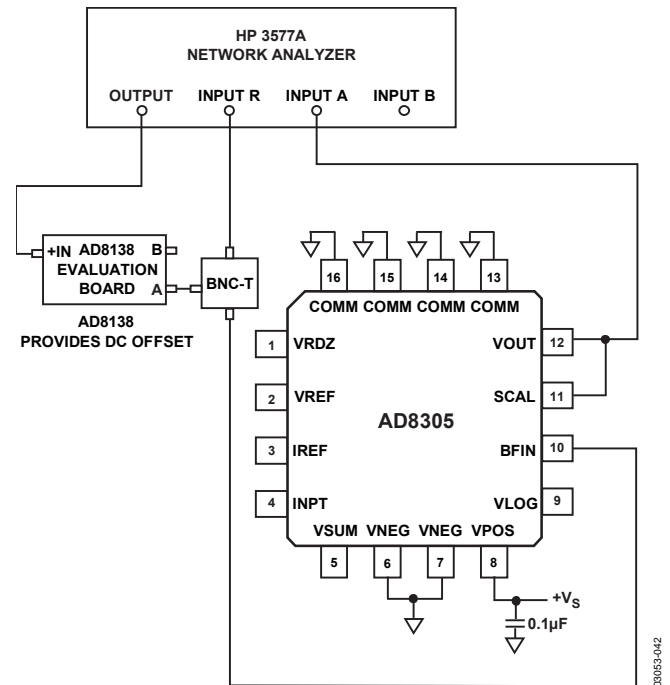 HP 3577A
NETWORK ANALYZER
OUTPUT INPUT R INPUT A INPUT B
+IN AD8138 B
EVALUATION
BOARD A
BNC-T
AD8138
PROVIDES DC OFFSET
16 15 14 13
COMM COMM COMM COMM
1 VRDZ VOUT 12
2 VREF SCAL 11
AD8305
3 IREF BFIN 10
4 INPT VLOG 9
VSUM VNEG VNEG VPOS
5 6 7 8
+VS
0.1µF
03053-042